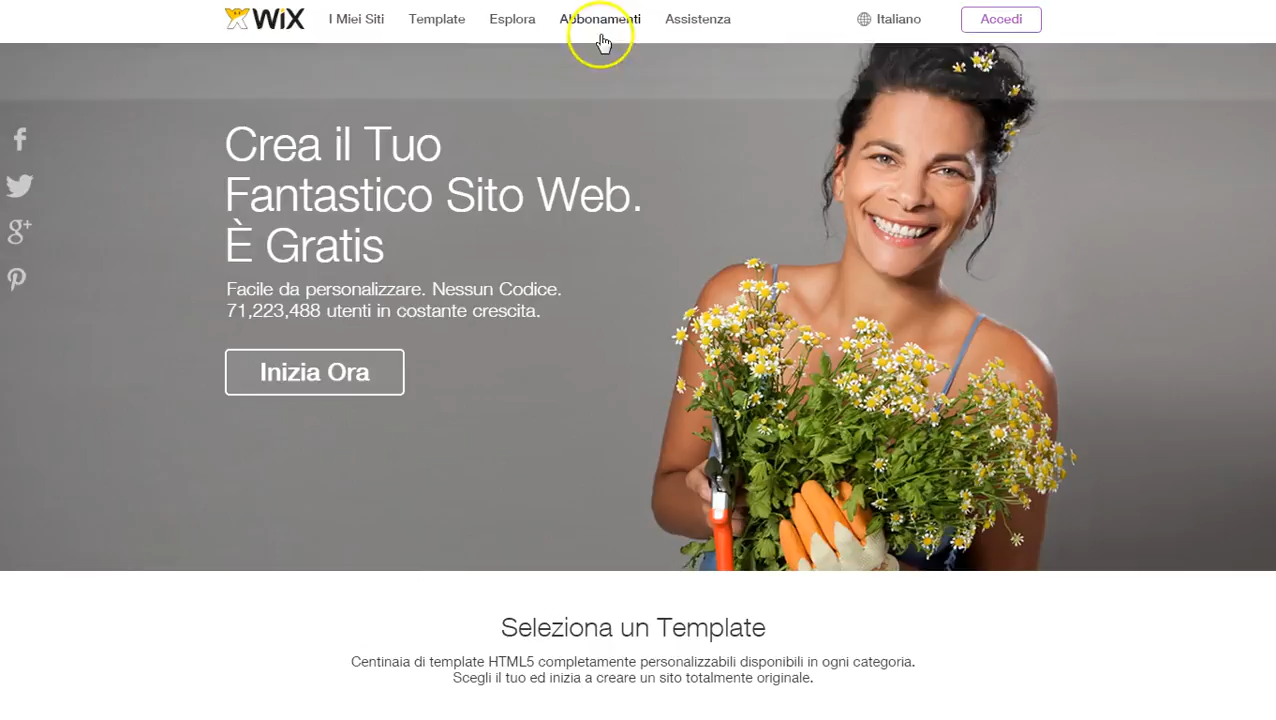 WiX I Miei Siti Template Esplora Abbonamenti Assistenza Italiano Accedi
Crea il Tuo
Fantastico Sito Web.
È Gratis
Facile da personalizzare. Nessun Codice.
71,223,488 utenti in costante crescita.
Inizia Ora
Seleziona un Template
Centinaia di template HTML5 completamente personalizzabili disponibili in ogni categoria.
Scegli il tuo ed inizia a creare un sito totalmente originale.